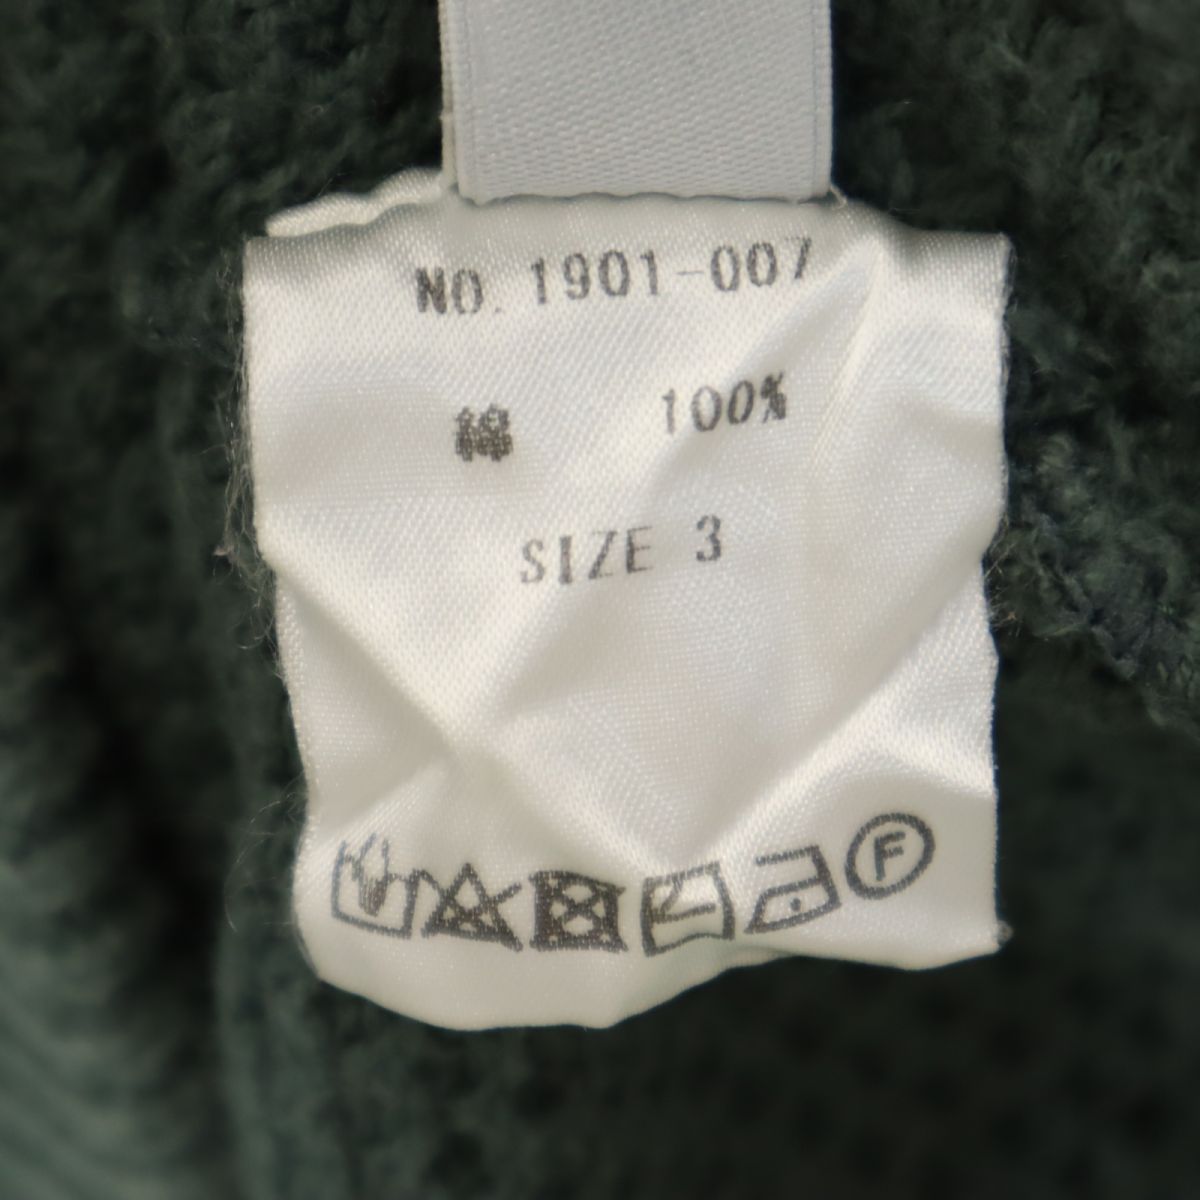 NO. 1901-007
綿 100%
SIZE 3
F